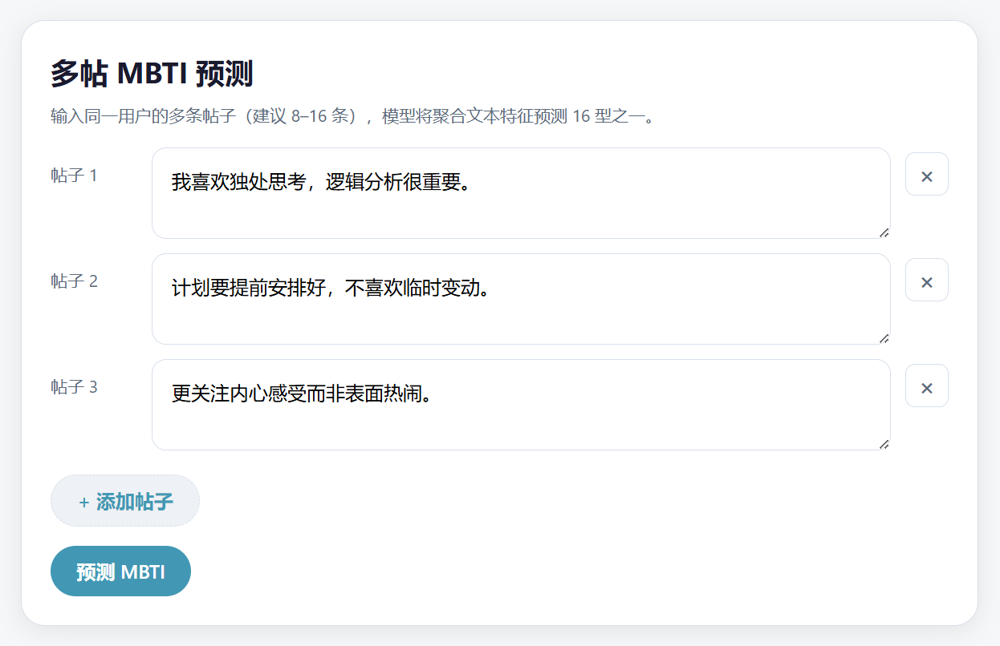 多帖 MBTI 预测
输入同一用户的多条帖子（建议 8–16 条），模型将聚合文本特征预测 16 型之一。
帖子 1
我喜欢独处思考，逻辑分析很重要。
×
帖子 2
计划要提前安排好，不喜欢临时变动。
×
帖子 3
更关注内心感受而非表面热闹。
×
+ 添加帖子
预测 MBTI